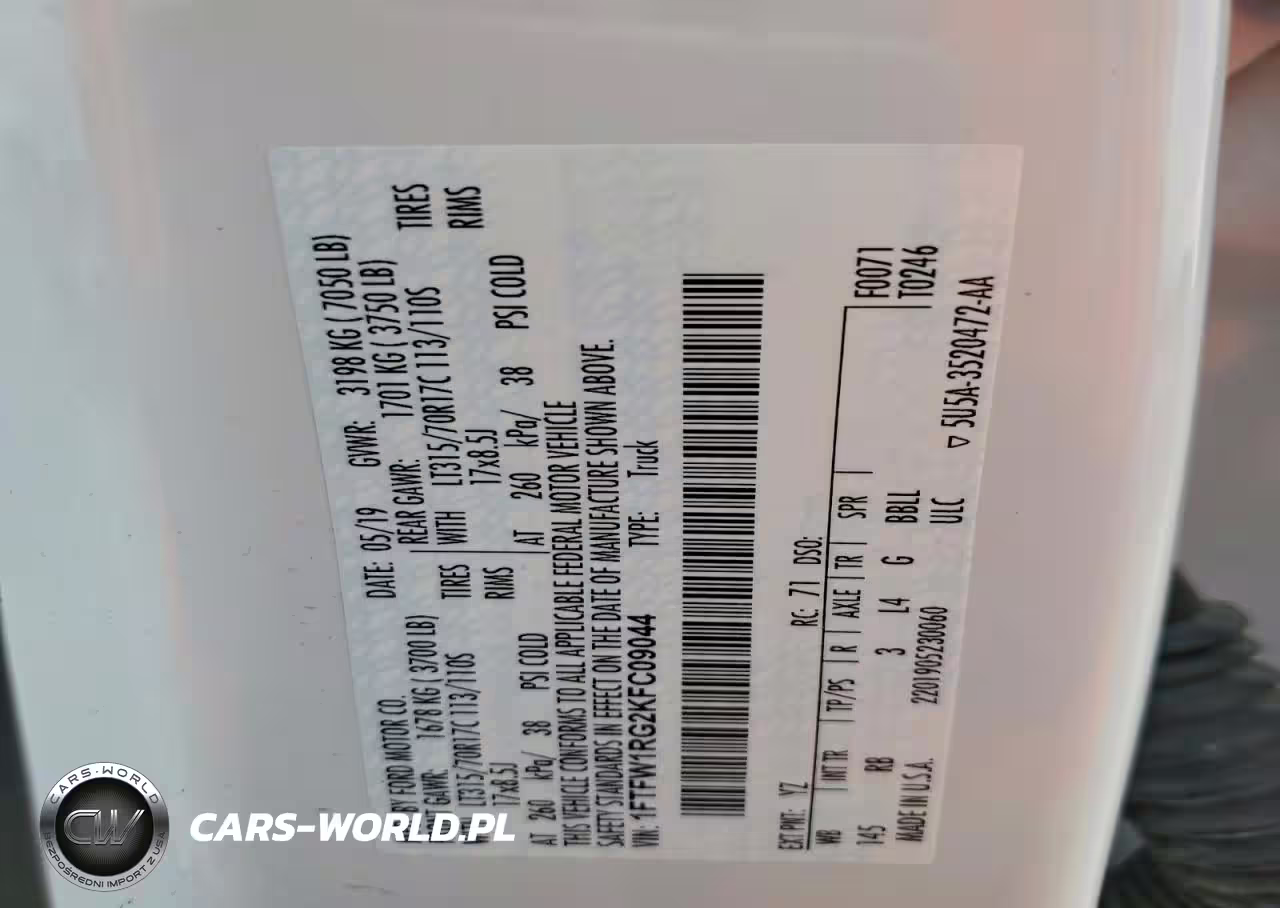 BY FORD MOTOR CO. DATE: 05/19 GVWR: 3198 KG ( 7050 LB)
GAWR: 1678 KG ( 3700 LB) REAR GAWR: 1701 KG ( 3750 LB)
LT315/70R17C 113/110S TIRES WITH LT315/70R17C 113/110S TIRES
17x8.5J RIMS 17x8.5J RIMS
AT 260 kPa/ 38 PSI COLD AT 260 kPa/ 38 PSI COLD
THIS VEHICLE CONFORMS TO ALL APPLICABLE FEDERAL MOTOR VEHICLE
SAFETY STANDARDS IN EFFECT ON THE DATE OF MANUFACTURE SHOWN ABOVE.
VIN: 1FTFW1RG2KFC09044 TYPE: Truck
EXT PNT: YZ RC: 71 DSO:
WB INT TR TP/PS R AXLE TR SPR F0071
145 RB 3 L4 G BBLL T0246
MADE IN U.S.A. 2201905230060 ULC
▽ 5U5A-3520472-AA
CARS-WORLD
CW
BEZPOŚREDNI IMPORT Z USA
CARS-WORLD.PL